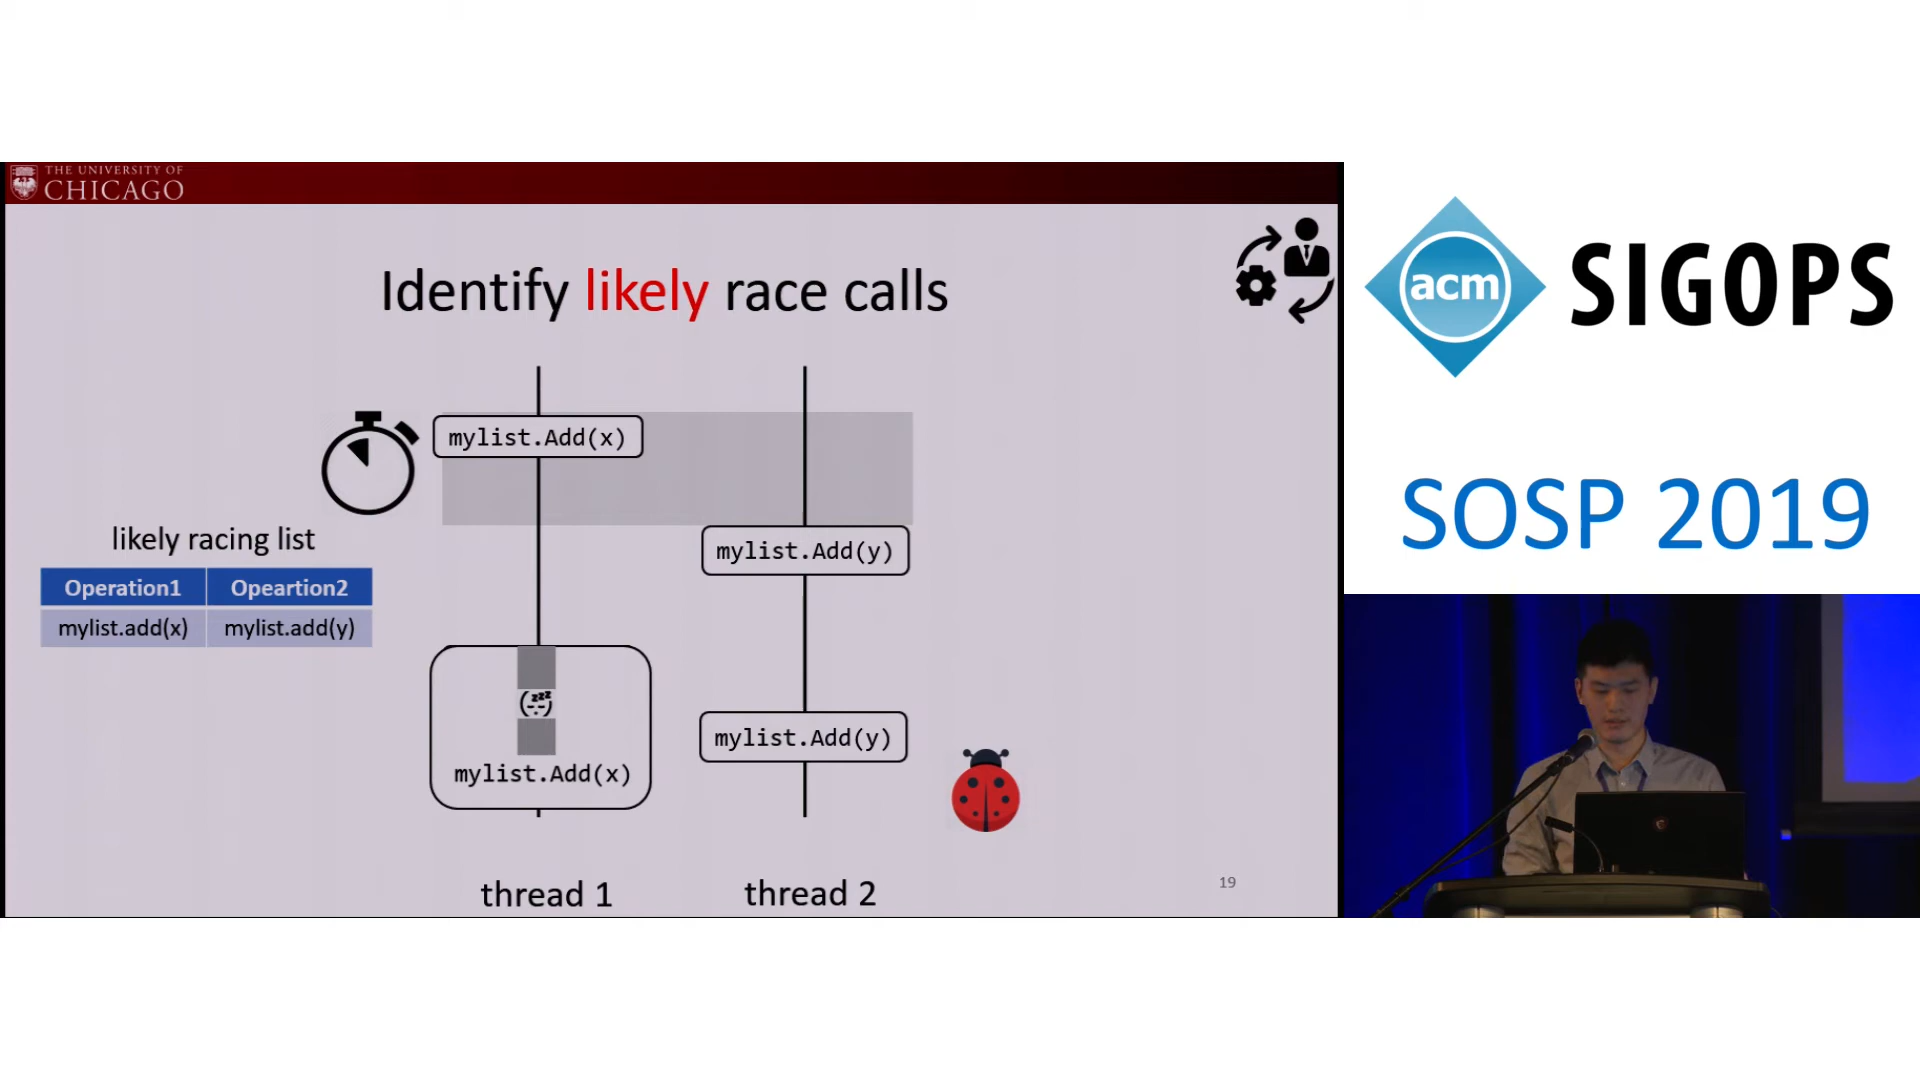 THE UNIVERSITY OF
CHICAGO
Identify likely race calls
mylist.Add(x)
mylist.Add(y)
likely racing list
Operation1 Opeartion2
mylist.add(x) mylist.add(y)
zzz
mylist.Add(y)
mylist.Add(x)
thread 1 thread 2
19
acm SIGOPS
SOSP 2019